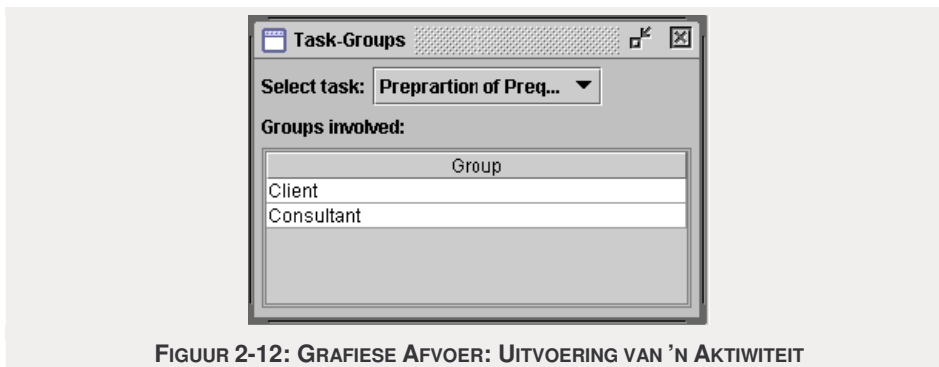 Task-Groups
Select task: Preprartion of Preq...
Groups involved:
Group
Client
Consultant
FIGUUR 2-12: GRAFIESE AFVOER: UITVOERING VAN ’N AKTIWITEIT